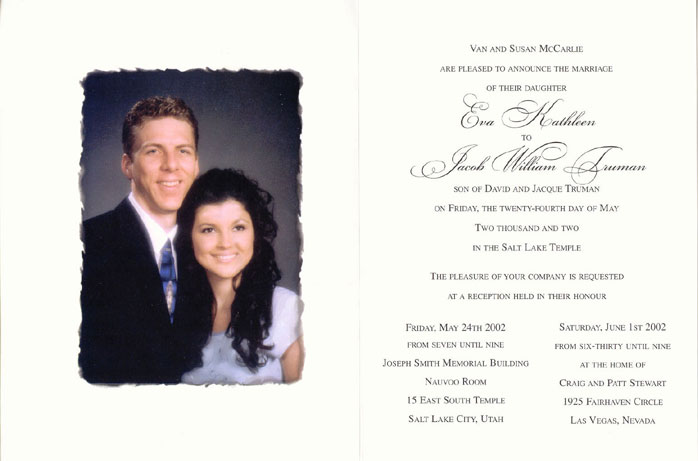 Van and Susan McCarlie
are pleased to announce the marriage
of their daughter
Eva Kathleen
to
Jacob William Truman
son of David and Jacque Truman
on Friday, the twenty-fourth day of May
Two thousand and two
in the Salt Lake Temple
The pleasure of your company is requested
at a reception held in their honour
Friday, May 24th 2002
from seven until nine
Joseph Smith Memorial Building
Nauvoo Room
15 East South Temple
Salt Lake City, Utah
Saturday, June 1st 2002
from six-thirty until nine
at the home of
Craig and Patt Stewart
1925 Fairhaven Circle
Las Vegas, Nevada